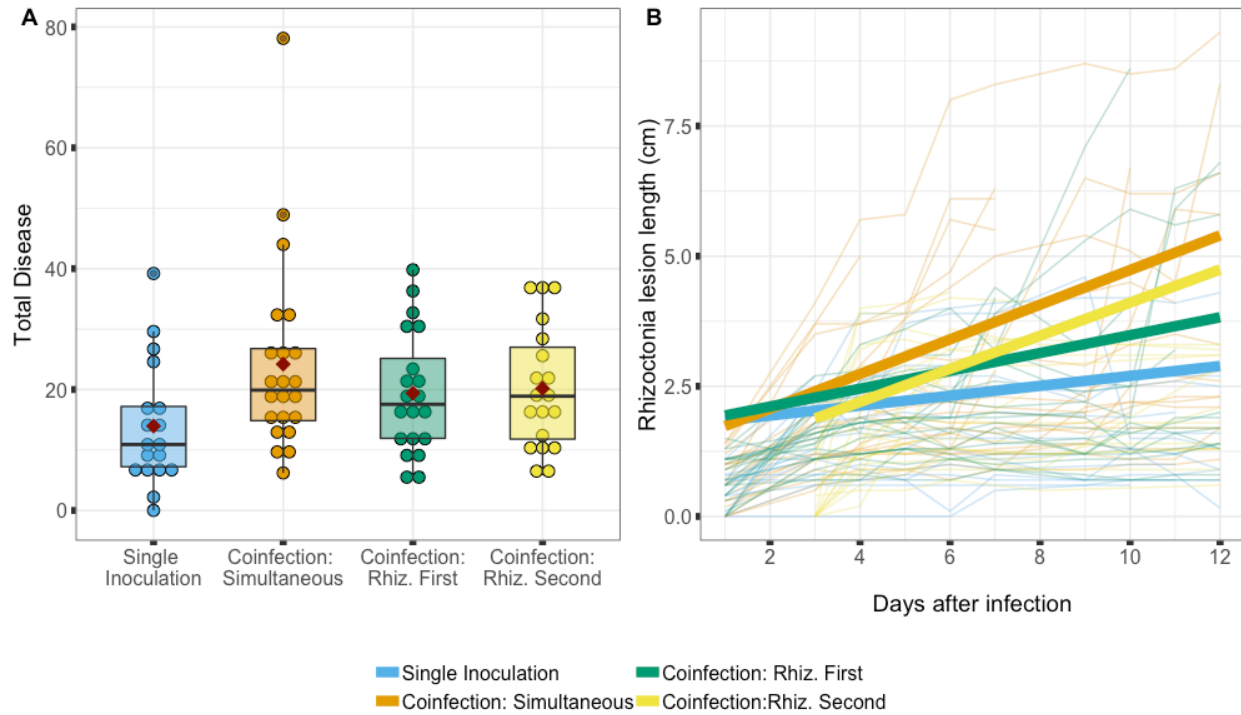 A
Total Disease
80
60
40
20
0
Single
Inoculation
Coinfection:
Simultaneous
Coinfection:
Rhiz. First
Coinfection:
Rhiz. Second
B
Rhizoctonia lesion length (cm)
7.5
5.0
2.5
0.0
2 4 6 8 10 12
Days after infection
Single Inoculation
Coinfection: Rhiz. First
Coinfection: Simultaneous
Coinfection:Rhiz. Second